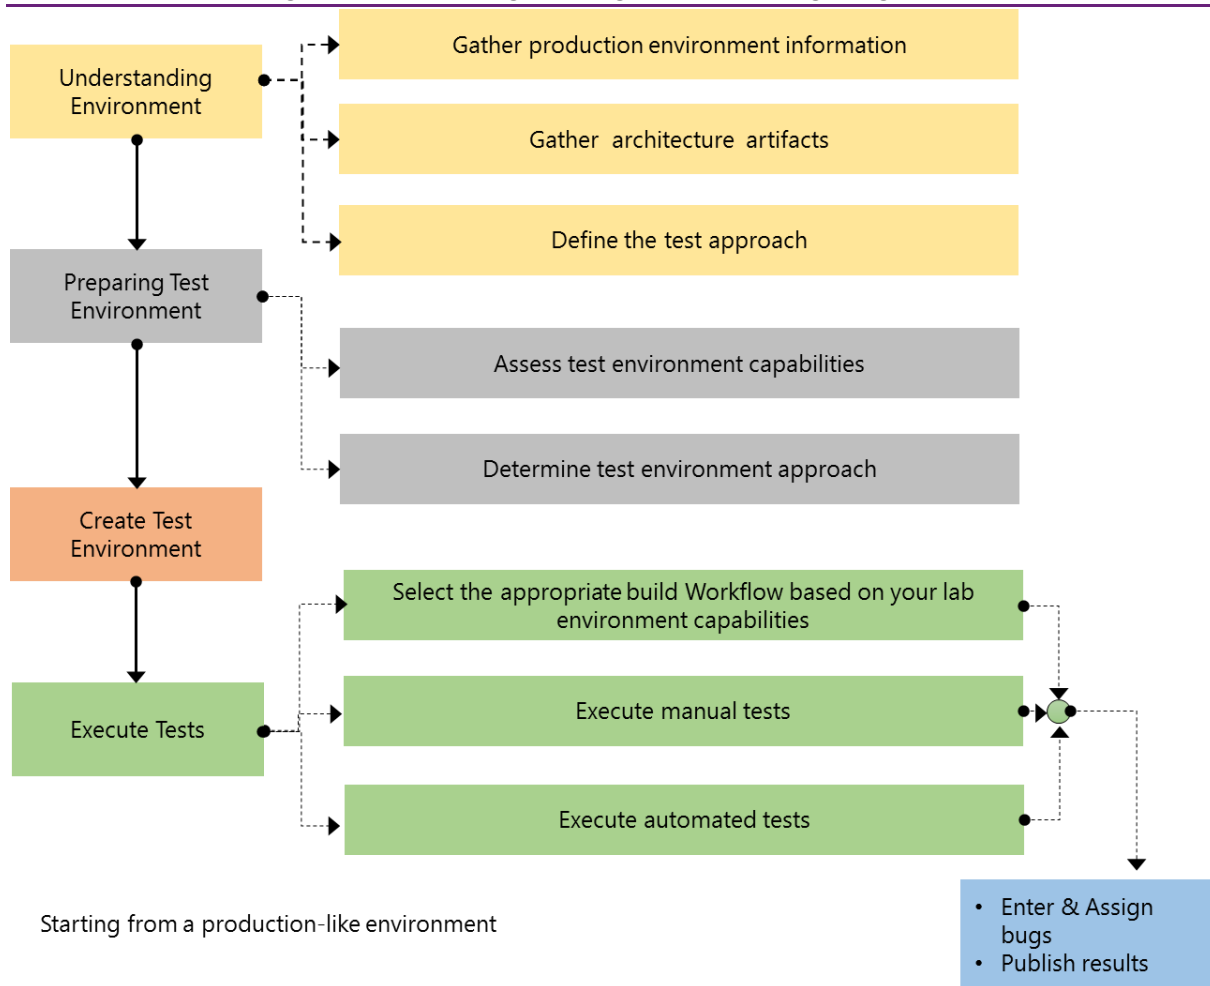 Understanding
Environment
Gather production environment information
Gather architecture artifacts
Define the test approach
Preparing Test
Environment
Assess test environment capabilities
Determine test environment approach
Create Test
Environment
Select the appropriate build Workflow based on your lab
environment capabilities
Execute Tests
Execute manual tests
Execute automated tests
Starting from a production-like environment
• Enter & Assign
bugs
• Publish results